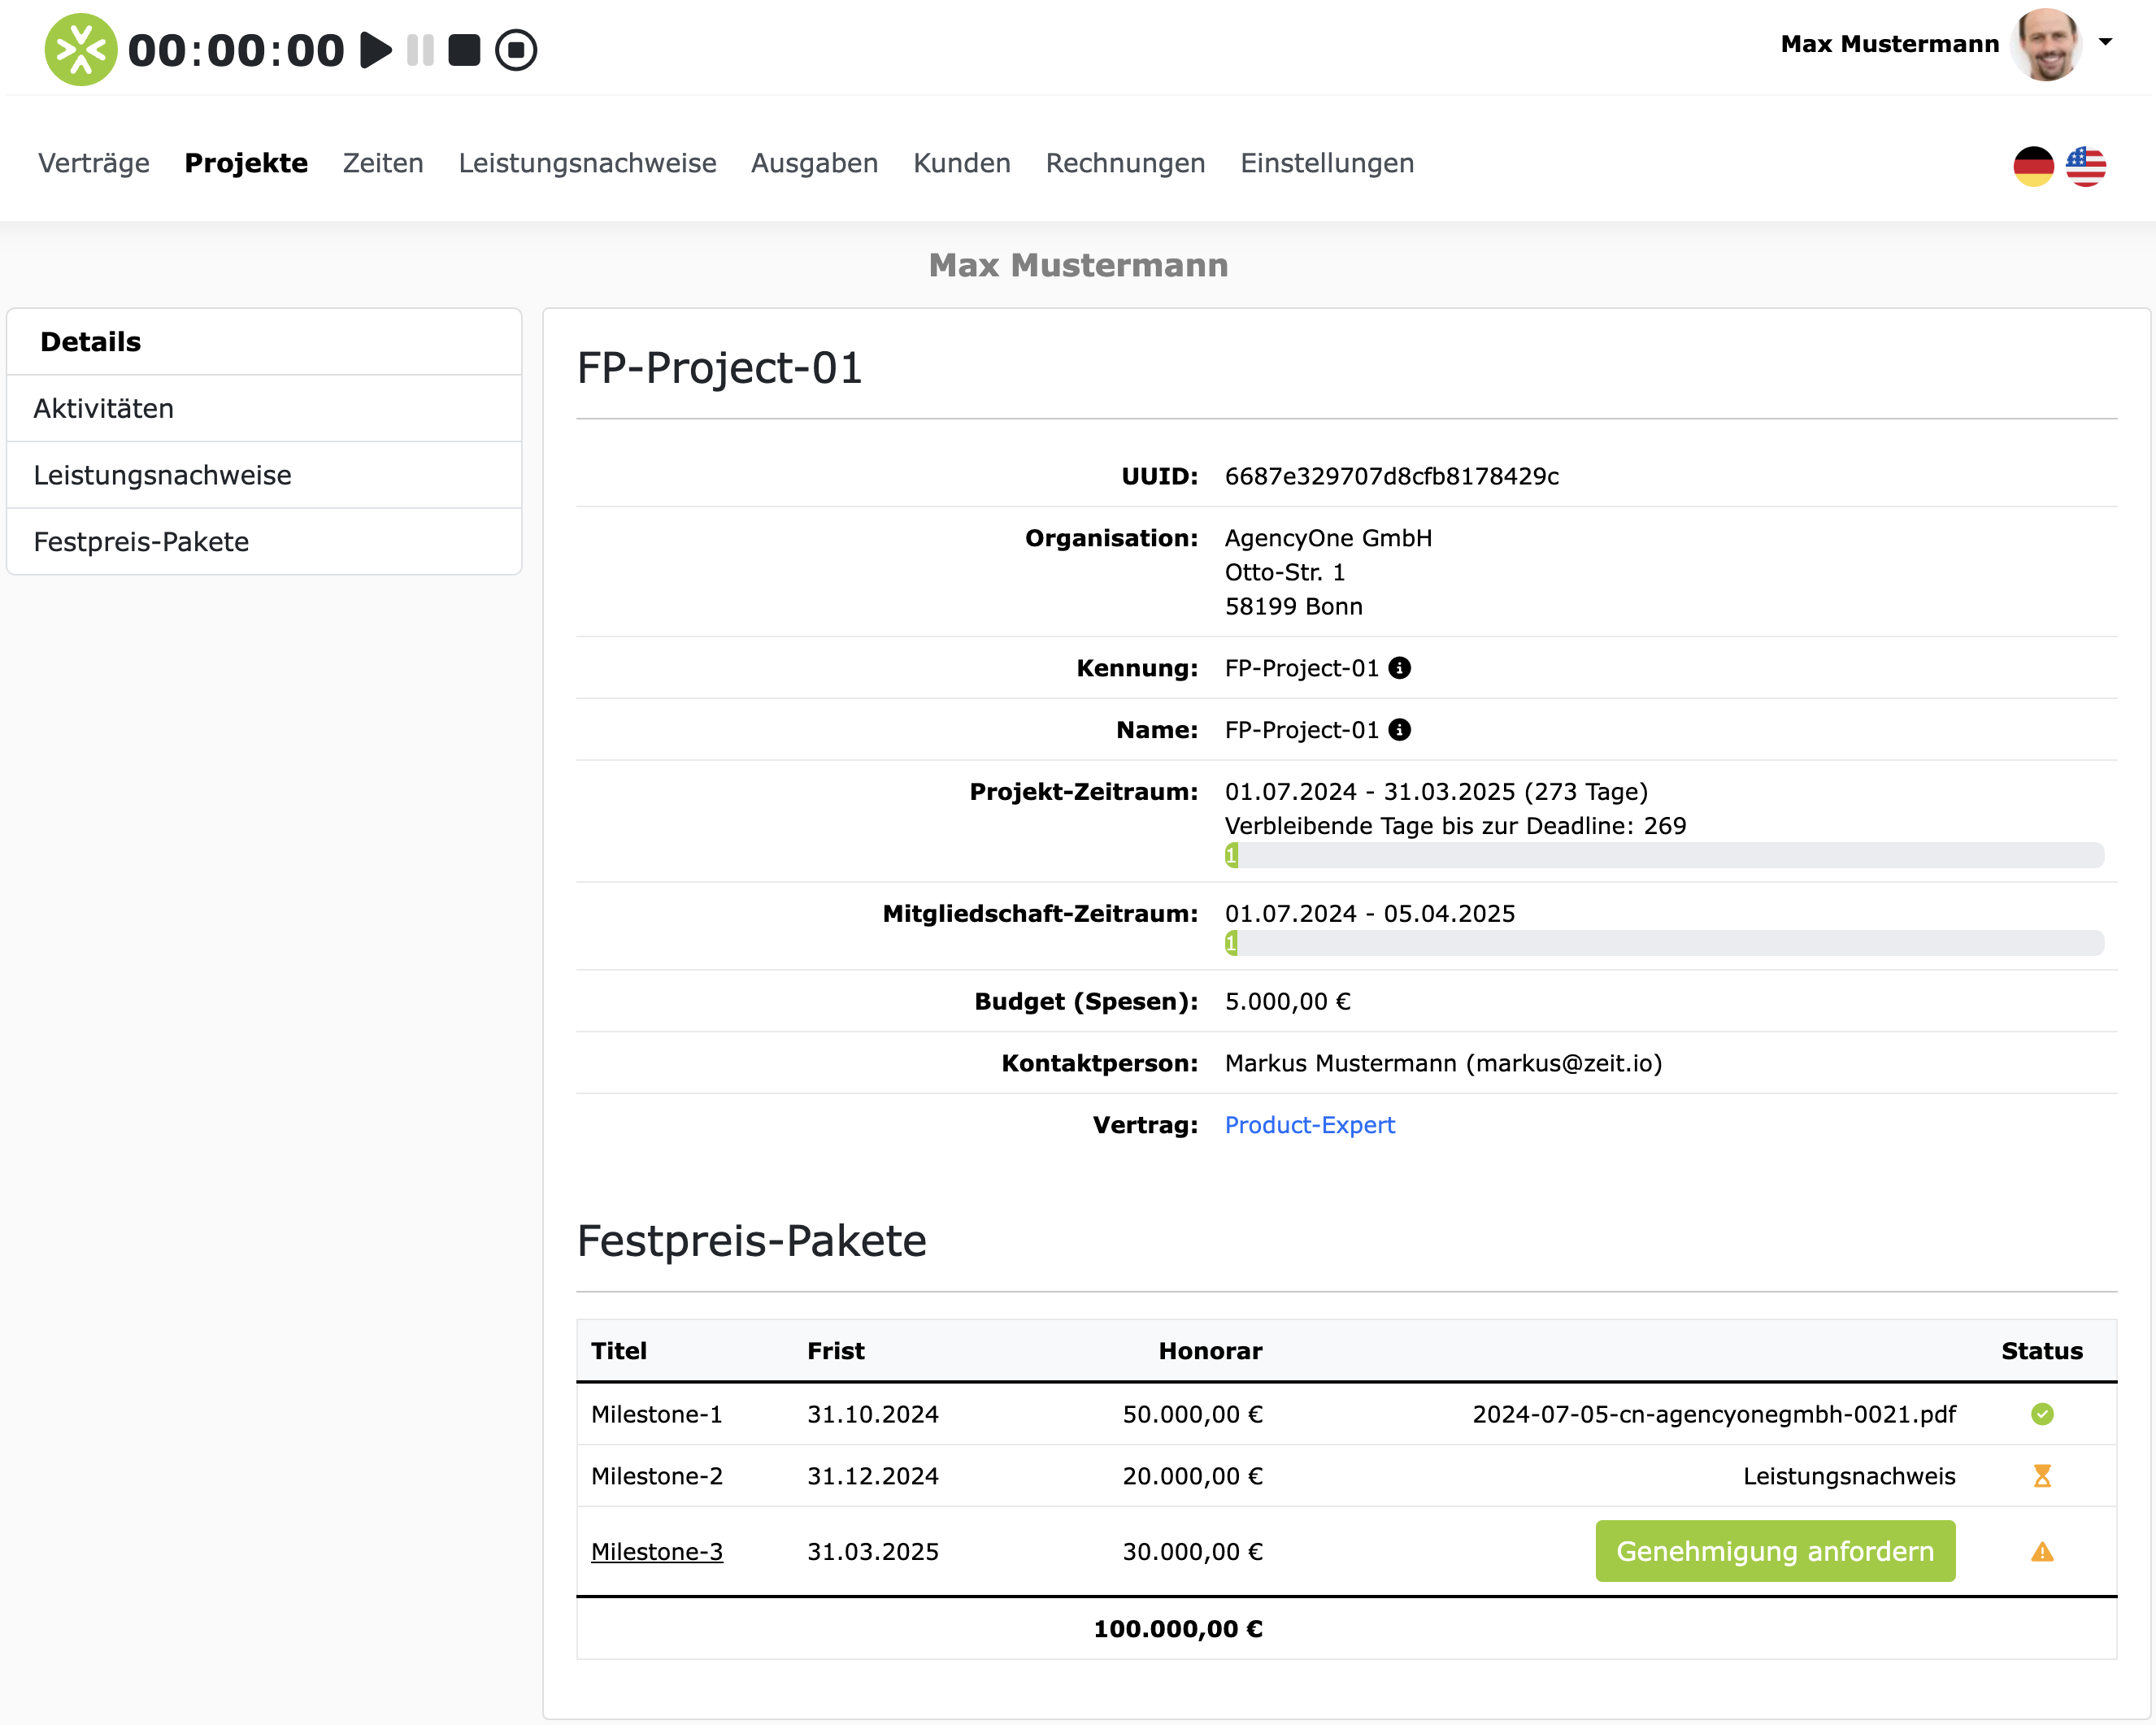 00:00:00
Max Mustermann
Verträge Projekte Zeiten Leistungsnachweise Ausgaben Kunden Rechnungen Einstellungen
Max Mustermann
Details
Aktivitäten
Leistungsnachweise
Festpreis-Pakete
FP-Project-01
UUID: 6687e329707d8cfb8178429c
Organisation: AgencyOne GmbH
Otto-Str. 1
58199 Bonn
Kennung: FP-Project-01
Name: FP-Project-01
Projekt-Zeitraum: 01.07.2024 - 31.03.2025 (273 Tage)
Verbleibende Tage bis zur Deadline: 269
1
Mitgliedschaft-Zeitraum: 01.07.2024 - 05.04.2025
1
Budget (Spesen): 5.000,00 €
Kontaktperson: Markus Mustermann (markus@zeit.io)
Vertrag: Product-Expert
Festpreis-Pakete
Titel Frist Honorar Status
Milestone-1 31.10.2024 50.000,00 € 2024-07-05-cn-agencyonegmbh-0021.pdf
Milestone-2 31.12.2024 20.000,00 € Leistungsnachweis
Milestone-3 31.03.2025 30.000,00 € Genehmigung anfordern
100.000,00 €